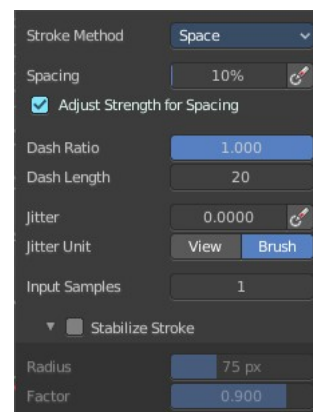 Stroke Method Space
Spacing 10%
Adjust Strength for Spacing
Dash Ratio 1.000
Dash Length 20
Jitter 0.0000
Jitter Unit View Brush
Input Samples 1
Stabilize Stroke
Radius 75 px
Factor 0.900